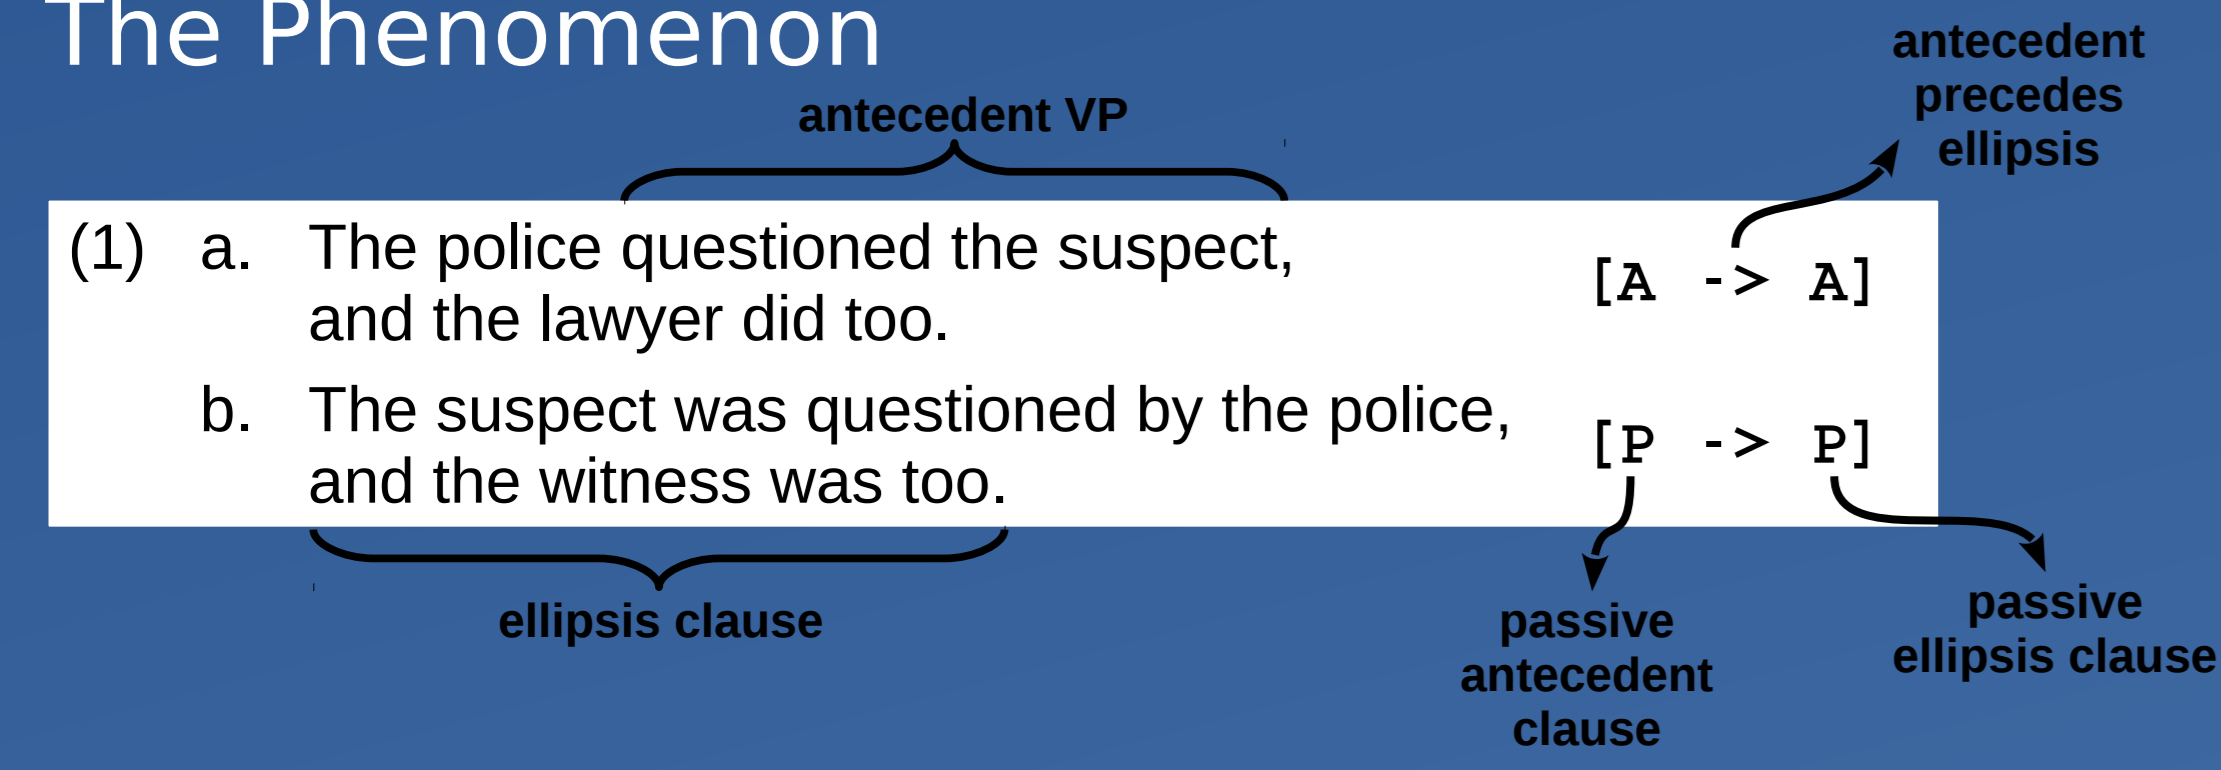 The Phenomenon
antecedent
precedes
ellipsis
antecedent VP
(1) a. The police questioned the suspect, [A -> A]
and the lawyer did too.
b. The suspect was questioned by the police, [P -> P]
and the witness was too.
ellipsis clause
passive
antecedent
clause
passive
ellipsis clause